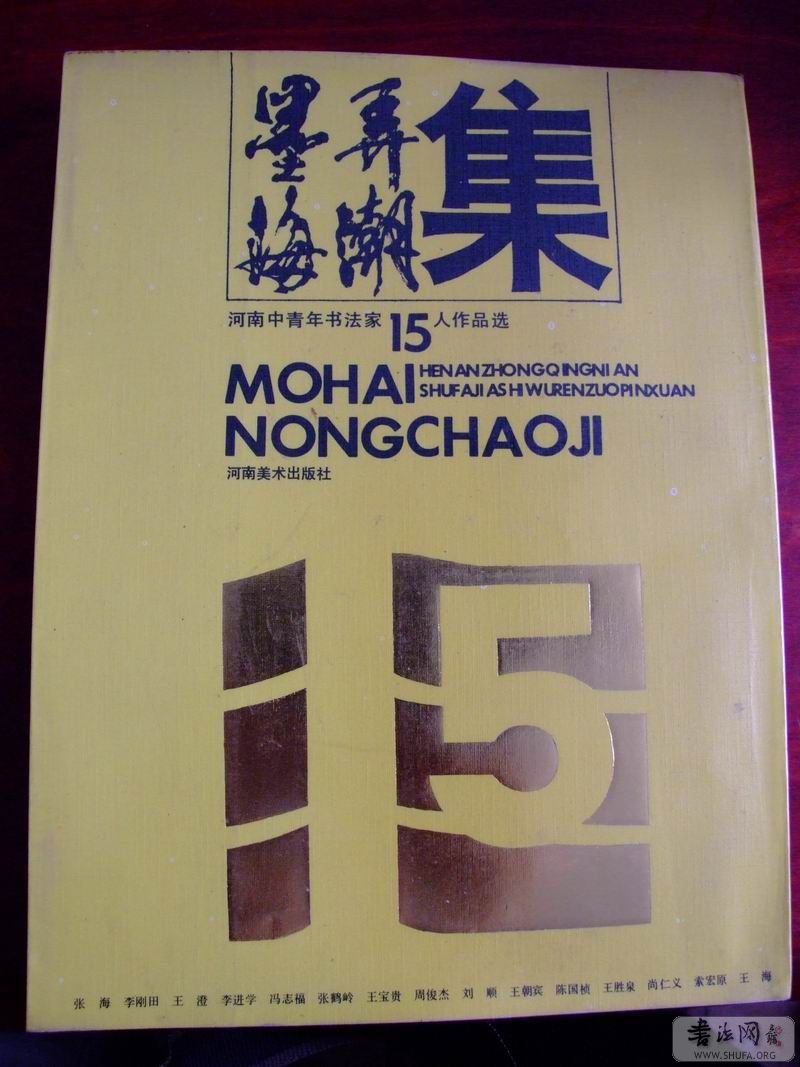 墨海弄潮集
河南中青年书法家15人作品选
MOHAI
HENANZHONGQINGNIAN
SHUFAJIASHIWURENZUOPINXUAN
NONGCHAOJI
河南美术出版社
15
张海 李刚田 王澄 李进学 冯志福 张鹤岭 王宝贵 周俊杰 刘顺 王朝宾 陈国桢 王胜泉 尚仁义 索宏原 王海
书法网
WWW.SHUFA.ORG